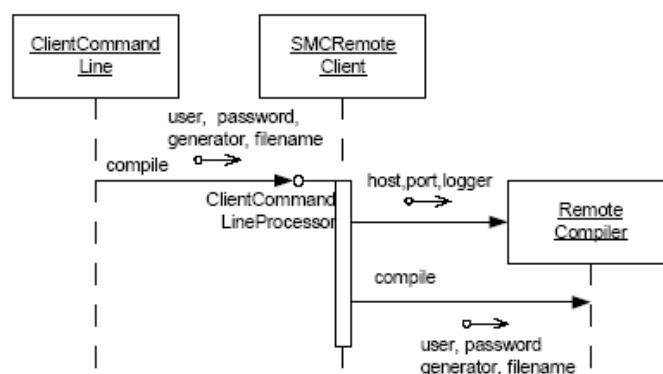 ClientCommand
Line
SMCRemote
Client
user, password,
generator, filename
compile
ClientCommand
LineProcessor
host,port,logger
Remote
Compiler
compile
user, password
generator, filename